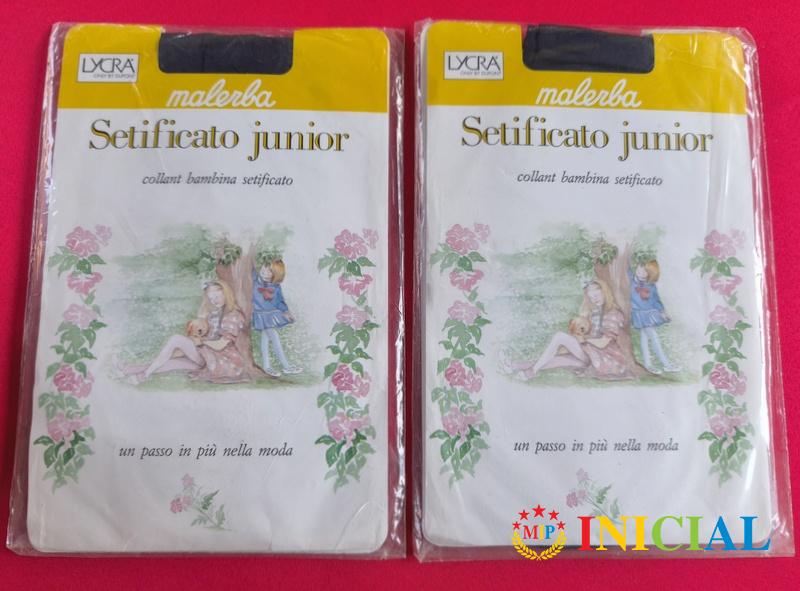 LYCRA
ONLY BY DUPONT
malerba
Setificato junior
collant bambina setificato
un passo in più nella moda
LYCRA
ONLY BY DUPONT
malerba
Setificato junior
collant bambina setificato
un passo in più nella moda
MJP INICIAL